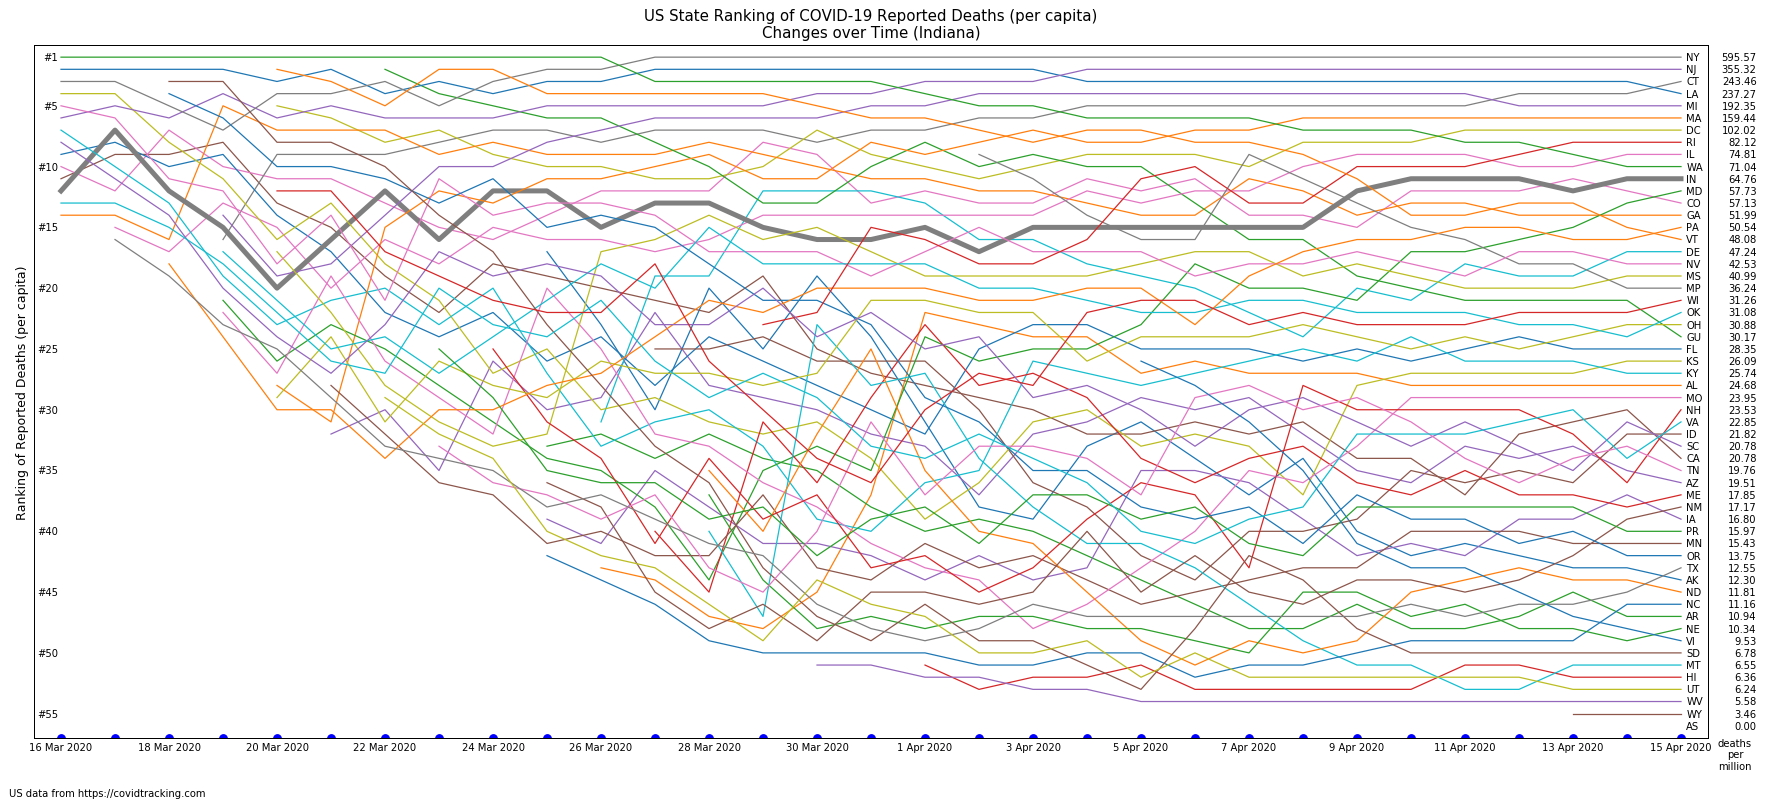 US State Ranking of COVID-19 Reported Deaths (per capita)
Changes over Time (Indiana)
Ranking of Reported Deaths (per capita)
#1
#5
#10
#15
#20
#25
#30
#35
#40
#45
#50
#55
NY 595.57
NJ 355.32
CT 243.46
LA 237.27
MI 192.35
MA 159.44
DC 102.02
RI 82.12
IL 74.81
WA 71.04
IN 64.76
MD 57.73
CO 57.13
GA 51.99
PA 50.54
VT 48.08
DE 47.24
NV 42.53
MS 40.99
MP 36.24
WI 31.26
OK 31.08
OH 30.88
GU 30.17
FL 28.35
KS 26.09
KY 25.74
AL 24.68
MO 23.95
NH 23.53
VA 22.85
ID 21.82
SC 20.78
CA 20.78
TN 19.76
AZ 19.51
ME 17.85
NM 17.17
IA 16.80
PR 15.97
MN 15.43
OR 13.75
TX 12.55
AK 12.30
ND 11.81
NC 11.16
AR 10.94
NE 10.34
VI 9.53
SD 6.78
MT 6.55
HI 6.36
UT 6.24
WV 5.58
WY 3.46
AS 0.00
16 Mar 2020 18 Mar 2020 20 Mar 2020 22 Mar 2020 24 Mar 2020 26 Mar 2020 28 Mar 2020 30 Mar 2020 1 Apr 2020 3 Apr 2020 5 Apr 2020 7 Apr 2020 9 Apr 2020 11 Apr 2020 13 Apr 2020 15 Apr 2020
deaths
per
million
US data from https://covidtracking.com